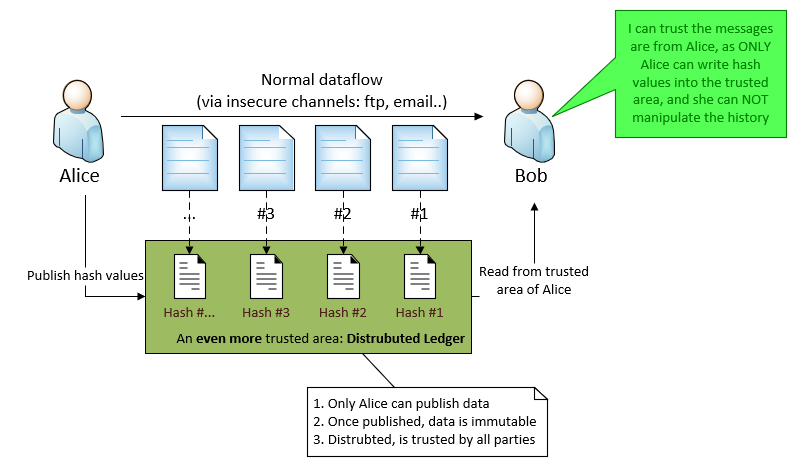 I can trust the messages
are from Alice, as ONLY
Alice can write hash
values into the trusted
area, and she can NOT
manipulate the history
Normal dataflow
(via insecure channels: ftp, email..)
Alice
Bob
... #3 #2 #1
Publish hash values
Read from trusted
area of Alice
Hash #... Hash #3 Hash #2 Hash #1
An even more trusted area: Distrubuted Ledger
1. Only Alice can publish data
2. Once published, data is immutable
3. Distrubted, is trusted by all parties